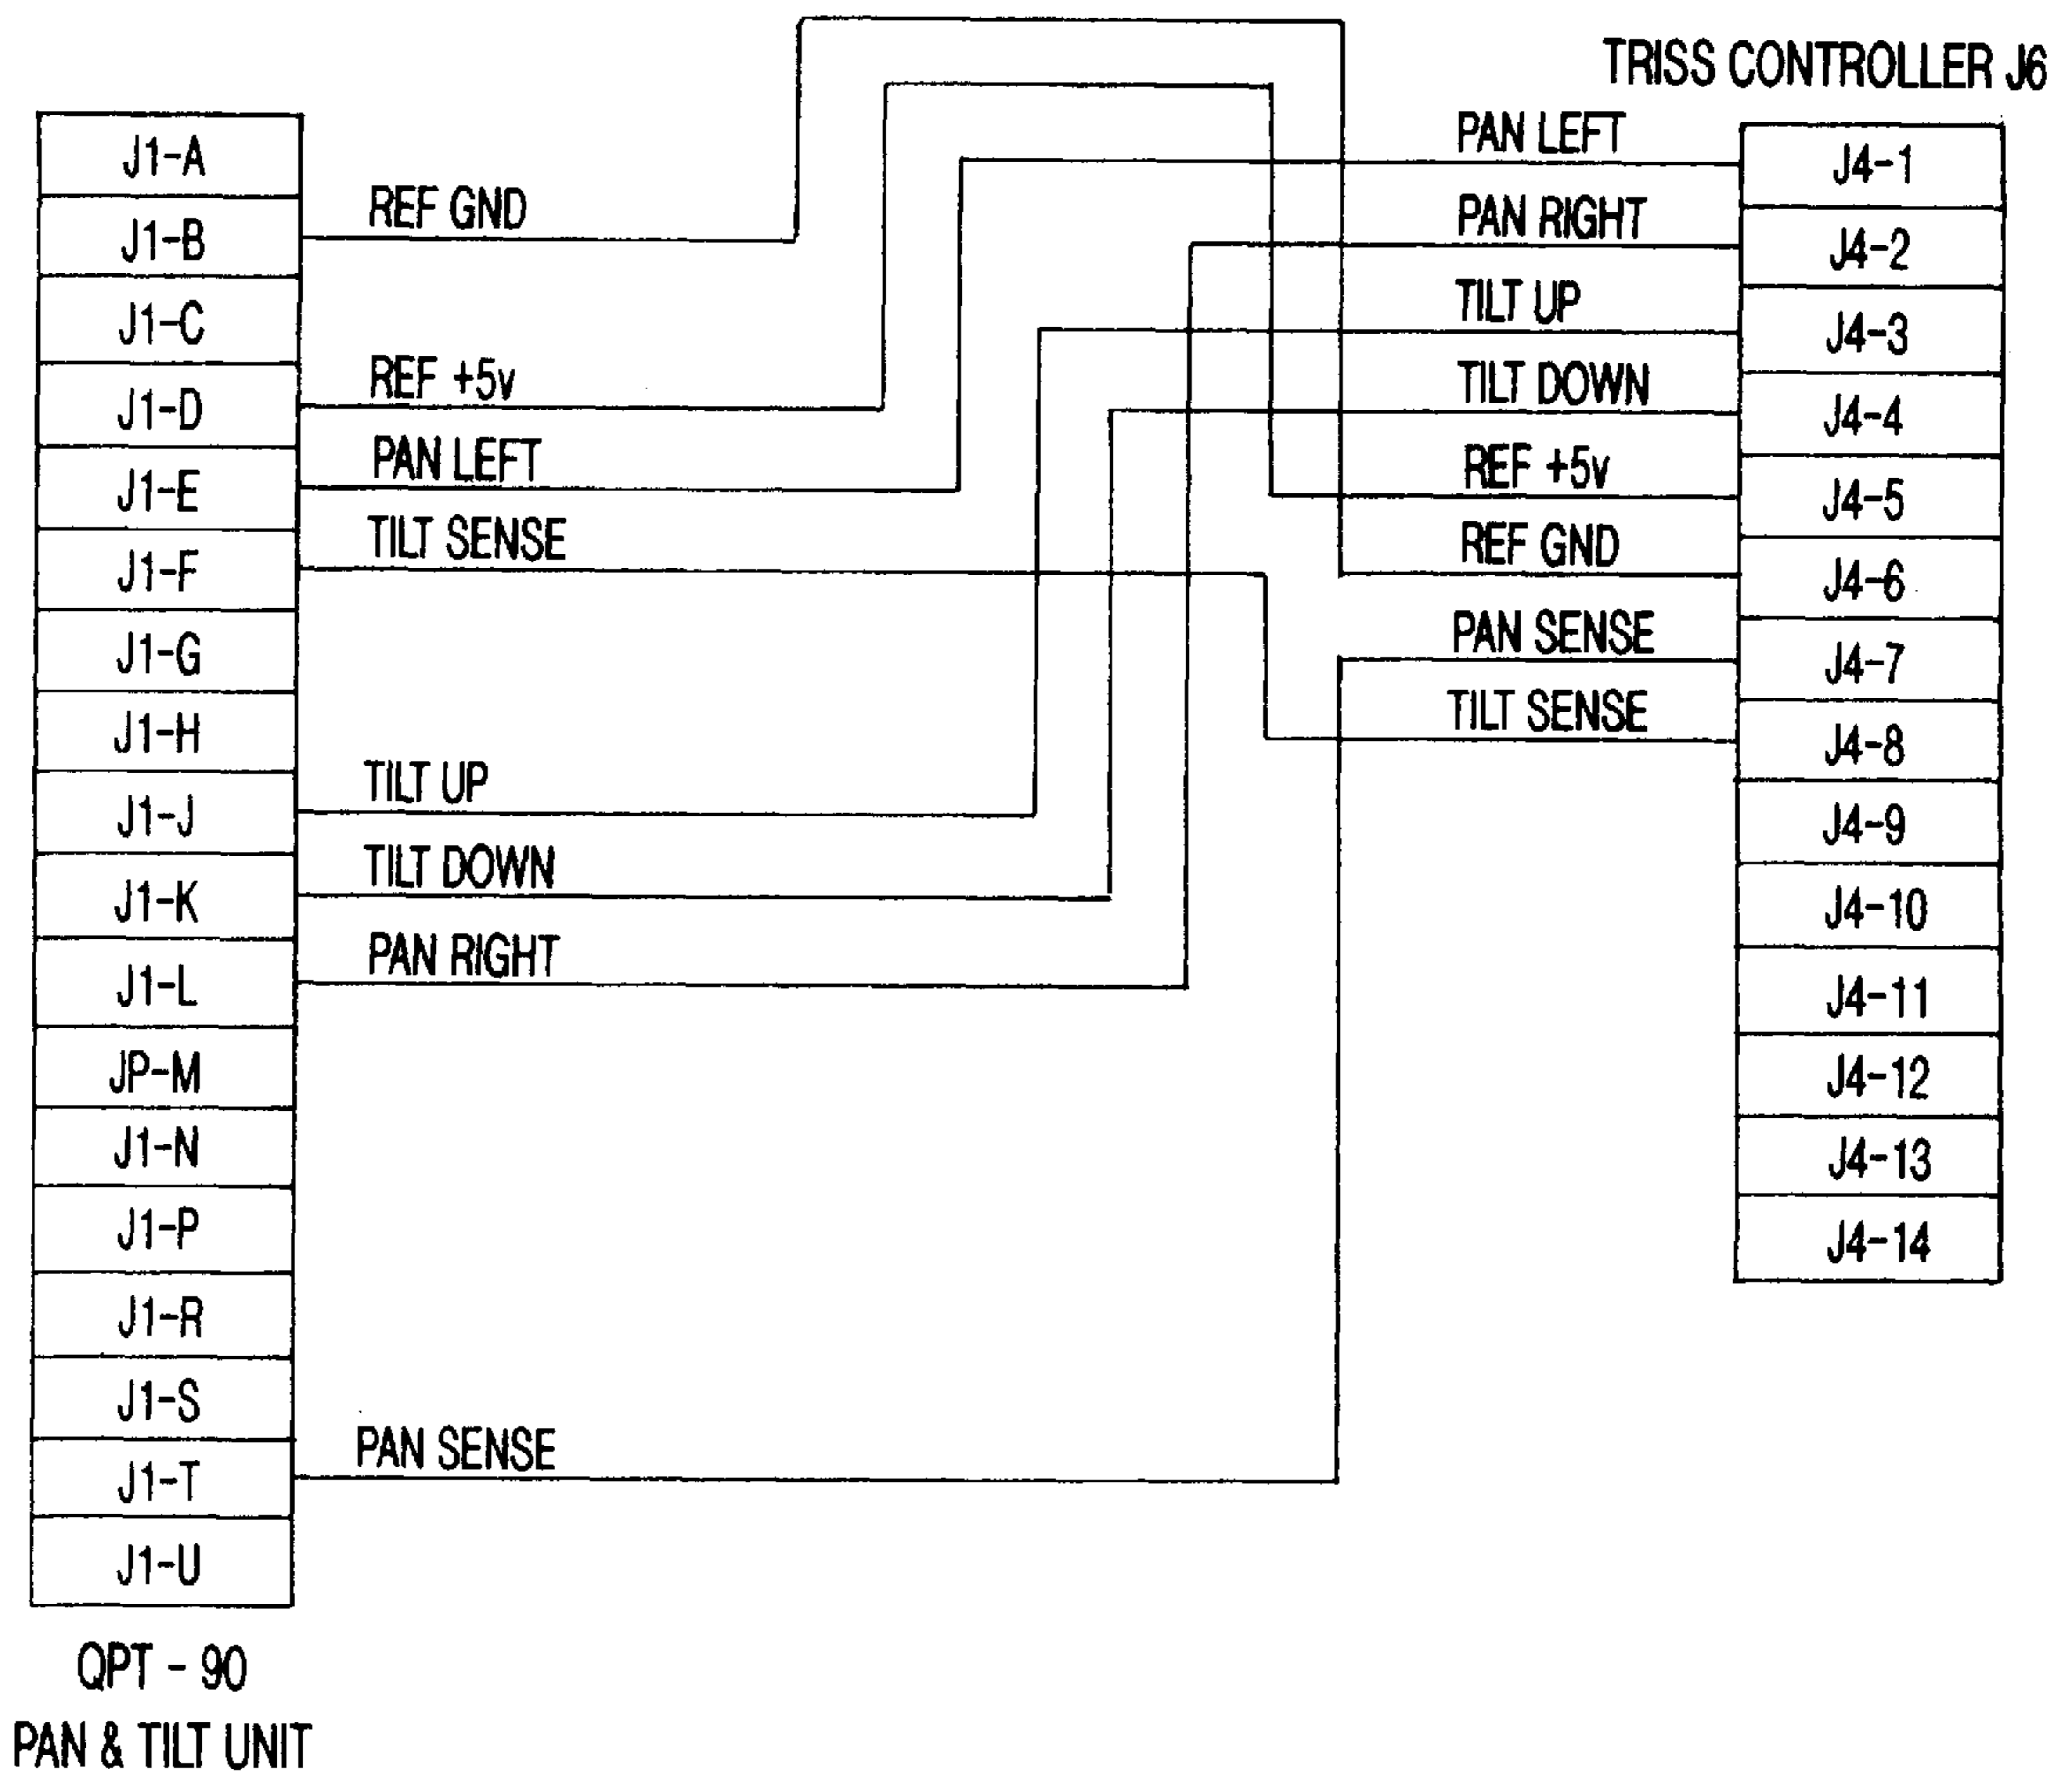 TRISS CONTROLLER J6
J1-A
J1-B
J1-C
J1-D
J1-E
J1-F
J1-G
J1-H
J1-J
J1-K
J1-L
JP-M
J1-N
J1-P
J1-R
J1-S
J1-T
J1-U
REF GND
REF +5v
PAN LEFT
TILT SENSE
TILT UP
TILT DOWN
PAN RIGHT
PAN SENSE
PAN LEFT
PAN RIGHT
TILT UP
TILT DOWN
REF +5v
REF GND
PAN SENSE
TILT SENSE
J4-1
J4-2
J4-3
J4-4
J4-5
J4-6
J4-7
J4-8
J4-9
J4-10
J4-11
J4-12
J4-13
J4-14
QPT - 90
PAN & TILT UNIT